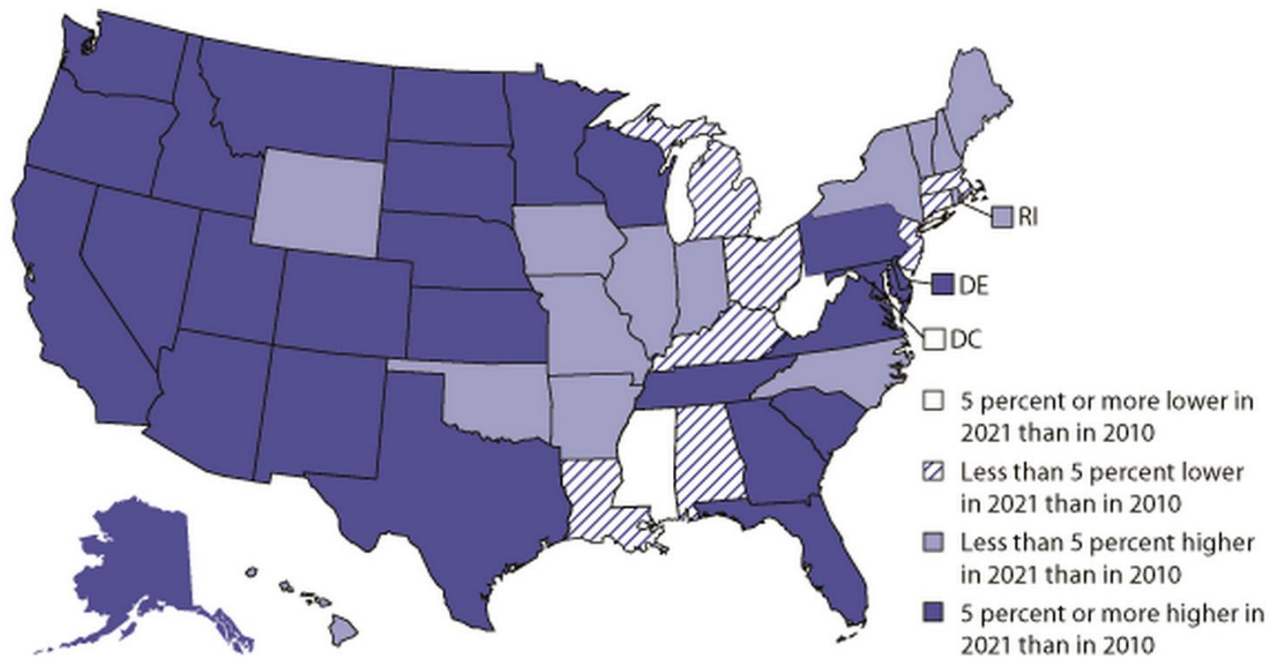 RI
DE
DC
5 percent or more lower in
2021 than in 2010
Less than 5 percent lower
in 2021 than in 2010
Less than 5 percent higher
in 2021 than in 2010
5 percent or more higher in
2021 than in 2010